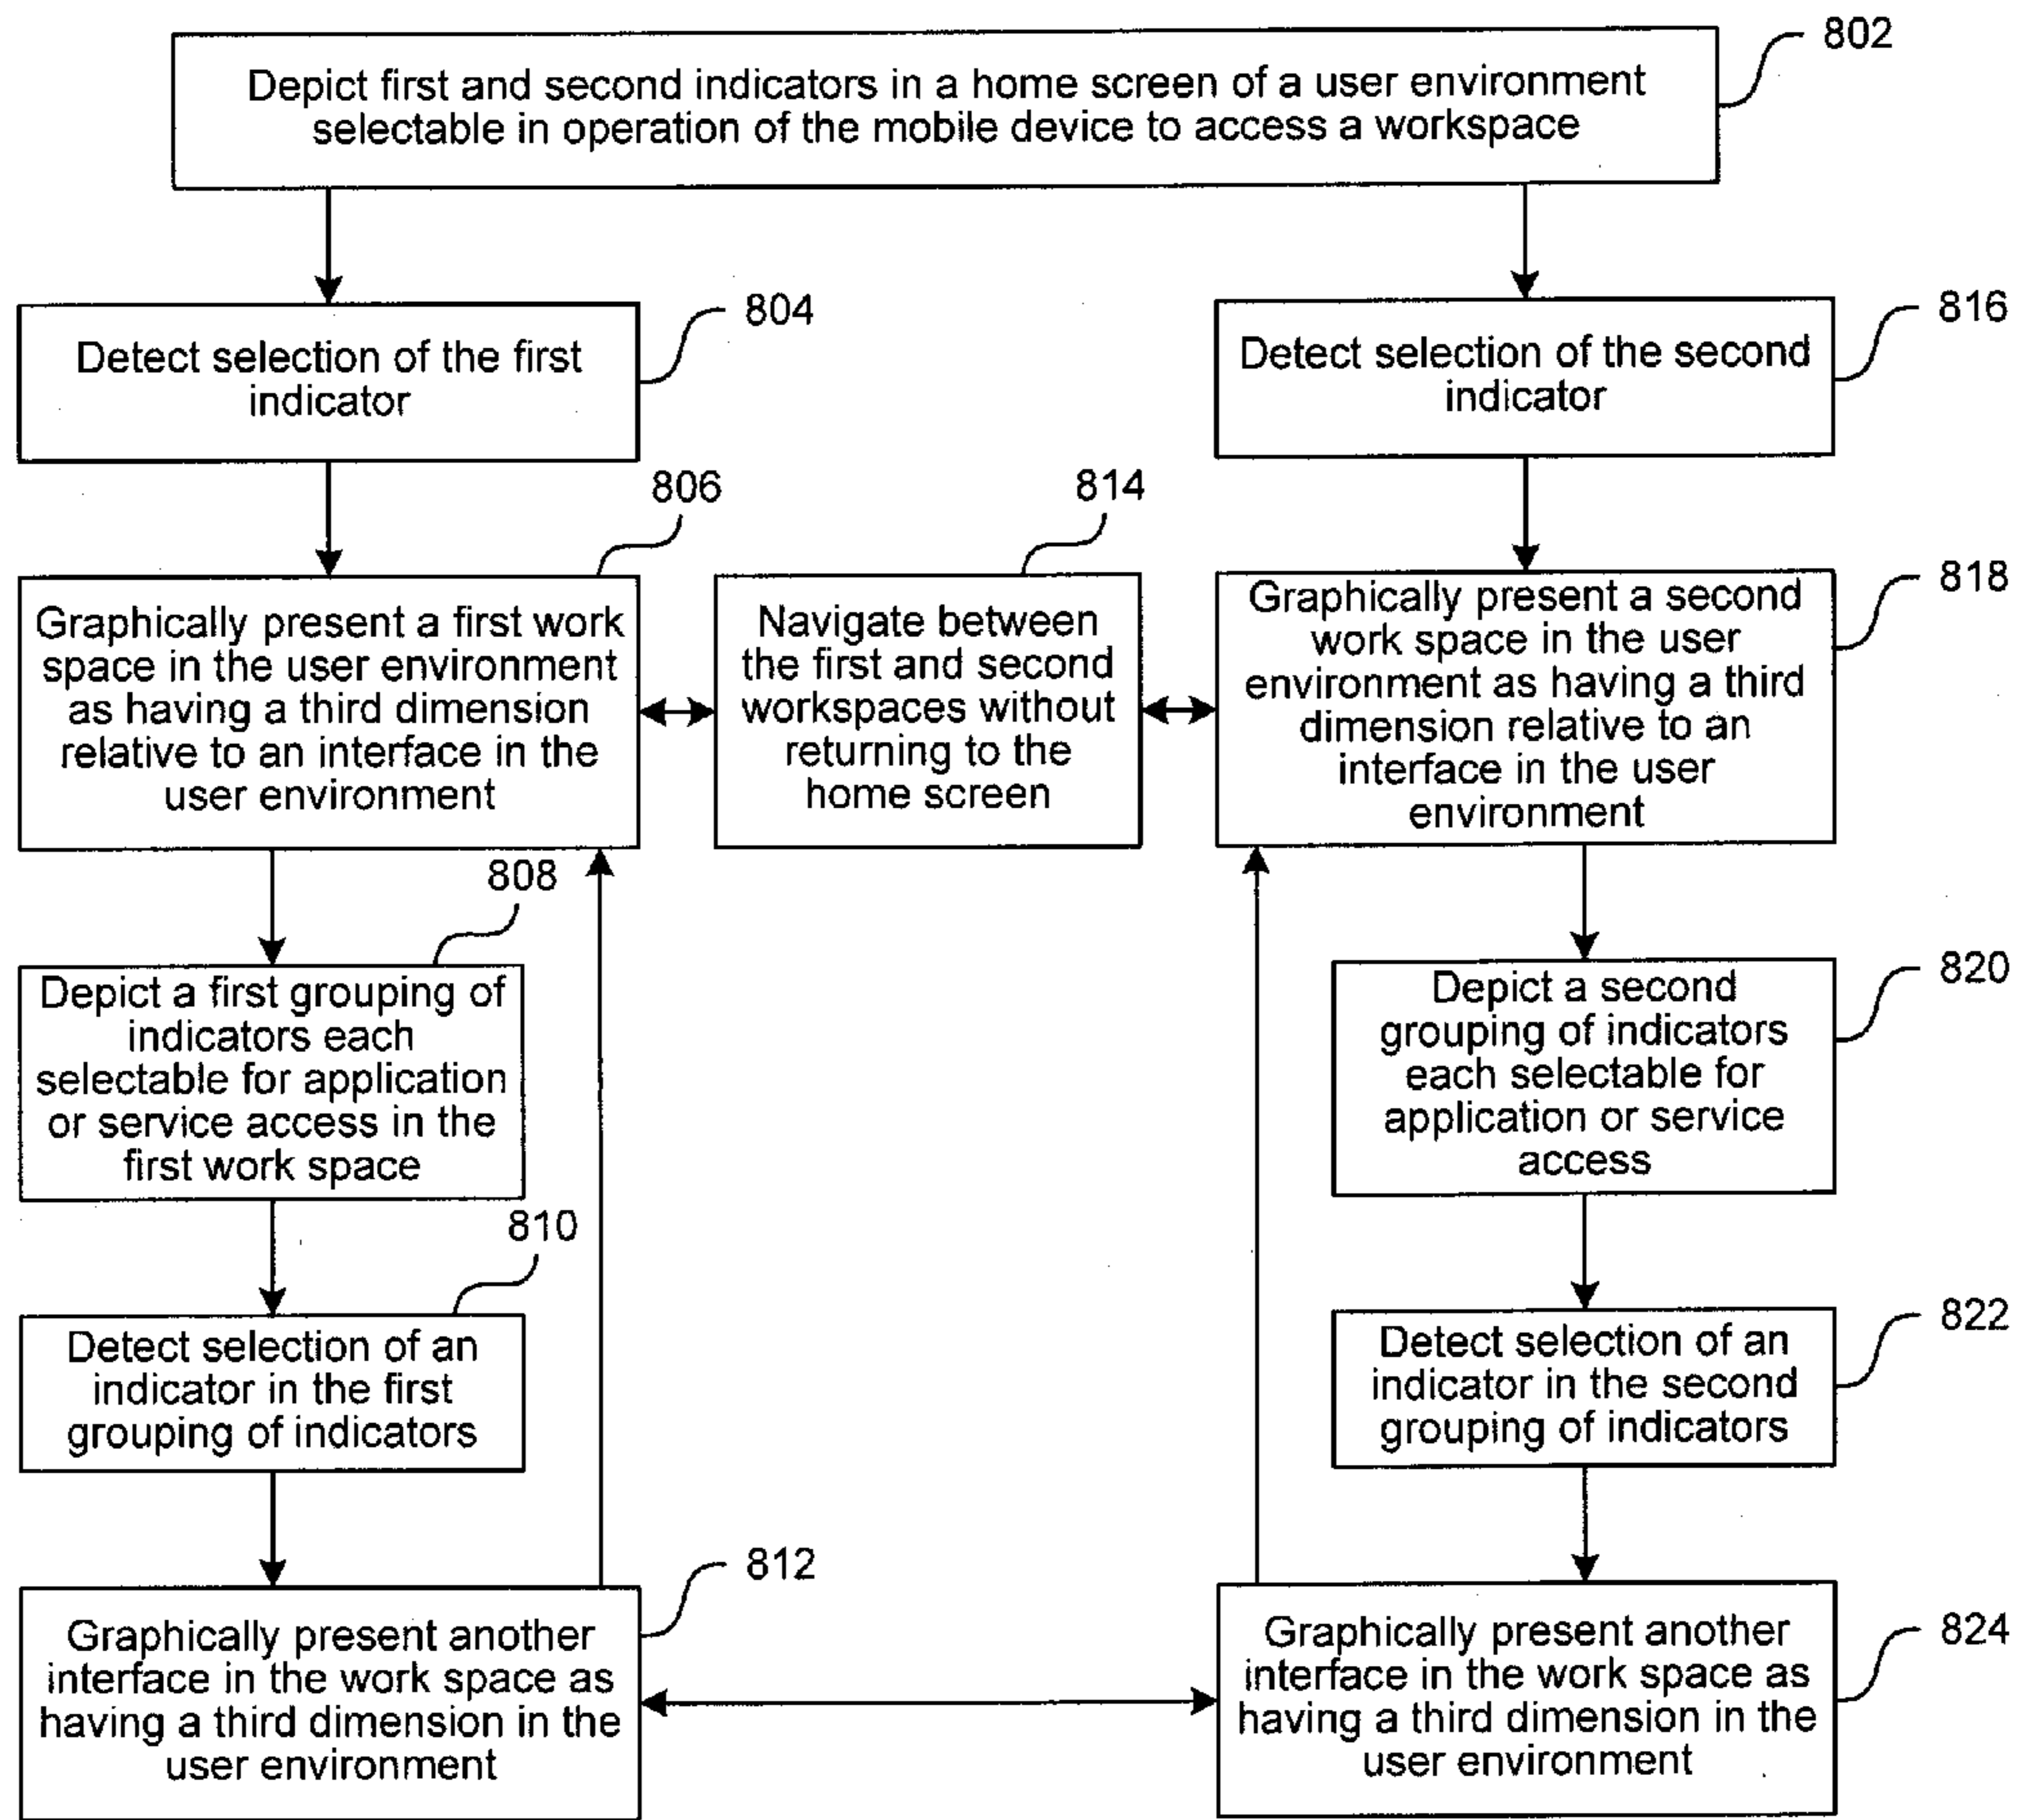 802
Depict first and second indicators in a home screen of a user environment
selectable in operation of the mobile device to access a workspace
804
Detect selection of the first
indicator
816
Detect selection of the second
indicator
806
Graphically present a first work
space in the user environment
as having a third dimension
relative to an interface in the
user environment
814
Navigate between
the first and second
workspaces without
returning to the
home screen
818
Graphically present a second
work space in the user
environment as having a third
dimension relative to an
interface in the user
environment
808
Depict a first grouping of
indicators each
selectable for application
or service access in the
first work space
820
Depict a second
grouping of indicators
each selectable for
application or service
access
810
Detect selection of an
indicator in the first
grouping of indicators
822
Detect selection of an
indicator in the second
grouping of indicators
812
Graphically present another
interface in the work space as
having a third dimension in the
user environment
824
Graphically present another
interface in the work space as
having a third dimension in the
user environment